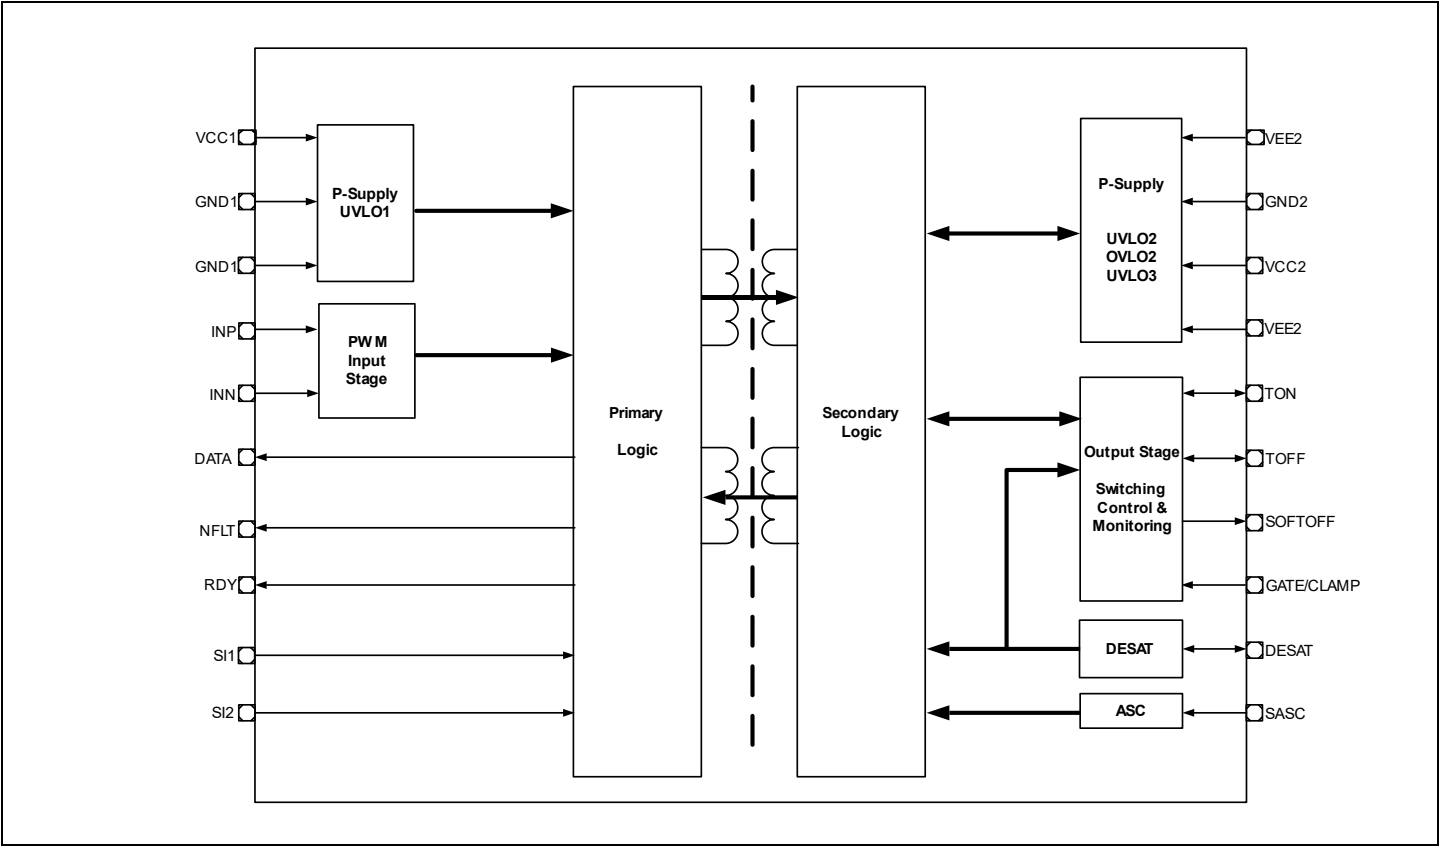 VCC1
GND1
GND1
INP
INN
DATA
NFLT
RDY
SI1
SI2
P-Supply
UVLO1
PWM
Input
Stage
Primary
Logic
Secondary
Logic
P-Supply
UVLO2
OVLO2
UVLO3
Output Stage
Switching
Control &
Monitoring
DESAT
ASC
VEE2
GND2
VCC2
VEE2
TON
TOFF
SOFTOFF
GATE/CLAMP
DESAT
SASC